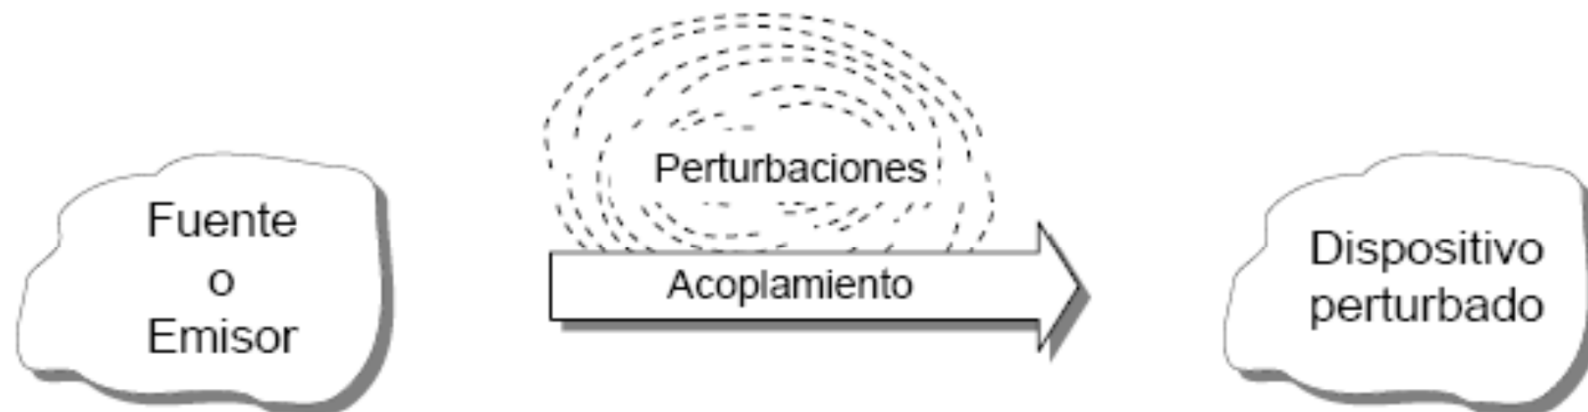 Fuente
o
Emisor
Perturbaciones
Acoplamiento
Dispositivo
perturbado